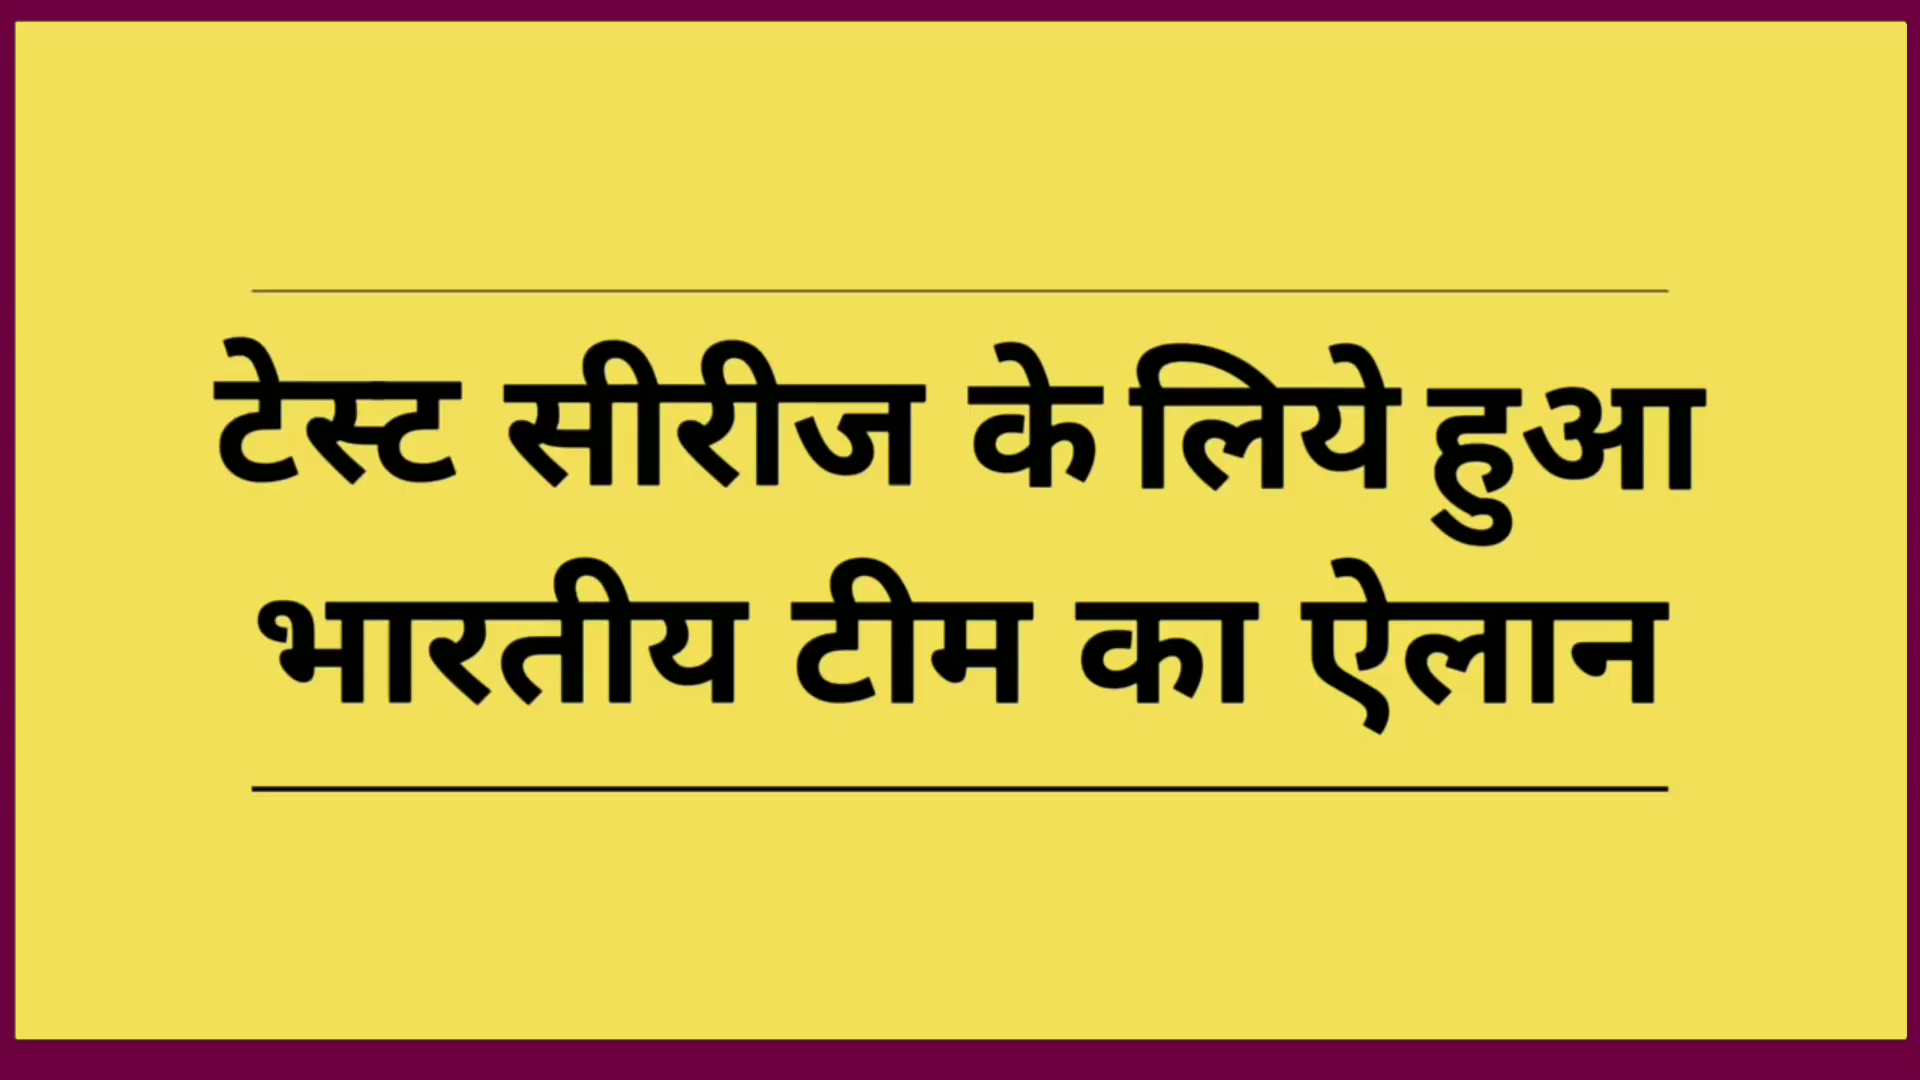 टेस्ट सीरीज के लिये हुआ
भारतीय टीम का ऐलान